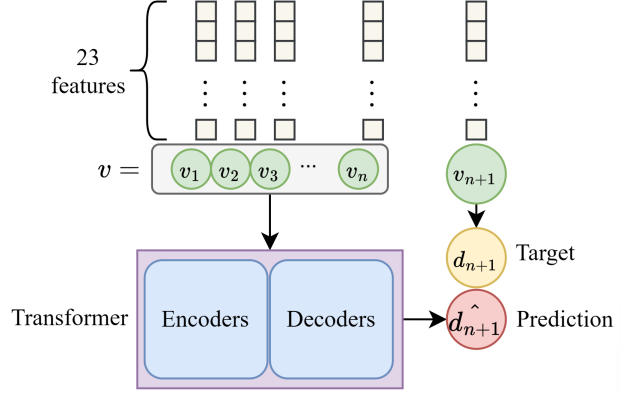 23
features
v = v₁ v₂ v₃ ... vₙ
vₙ₊₁
dₙ₊₁ Target
Transformer
Encoders
Decoders
d̂ₙ₊₁ Prediction